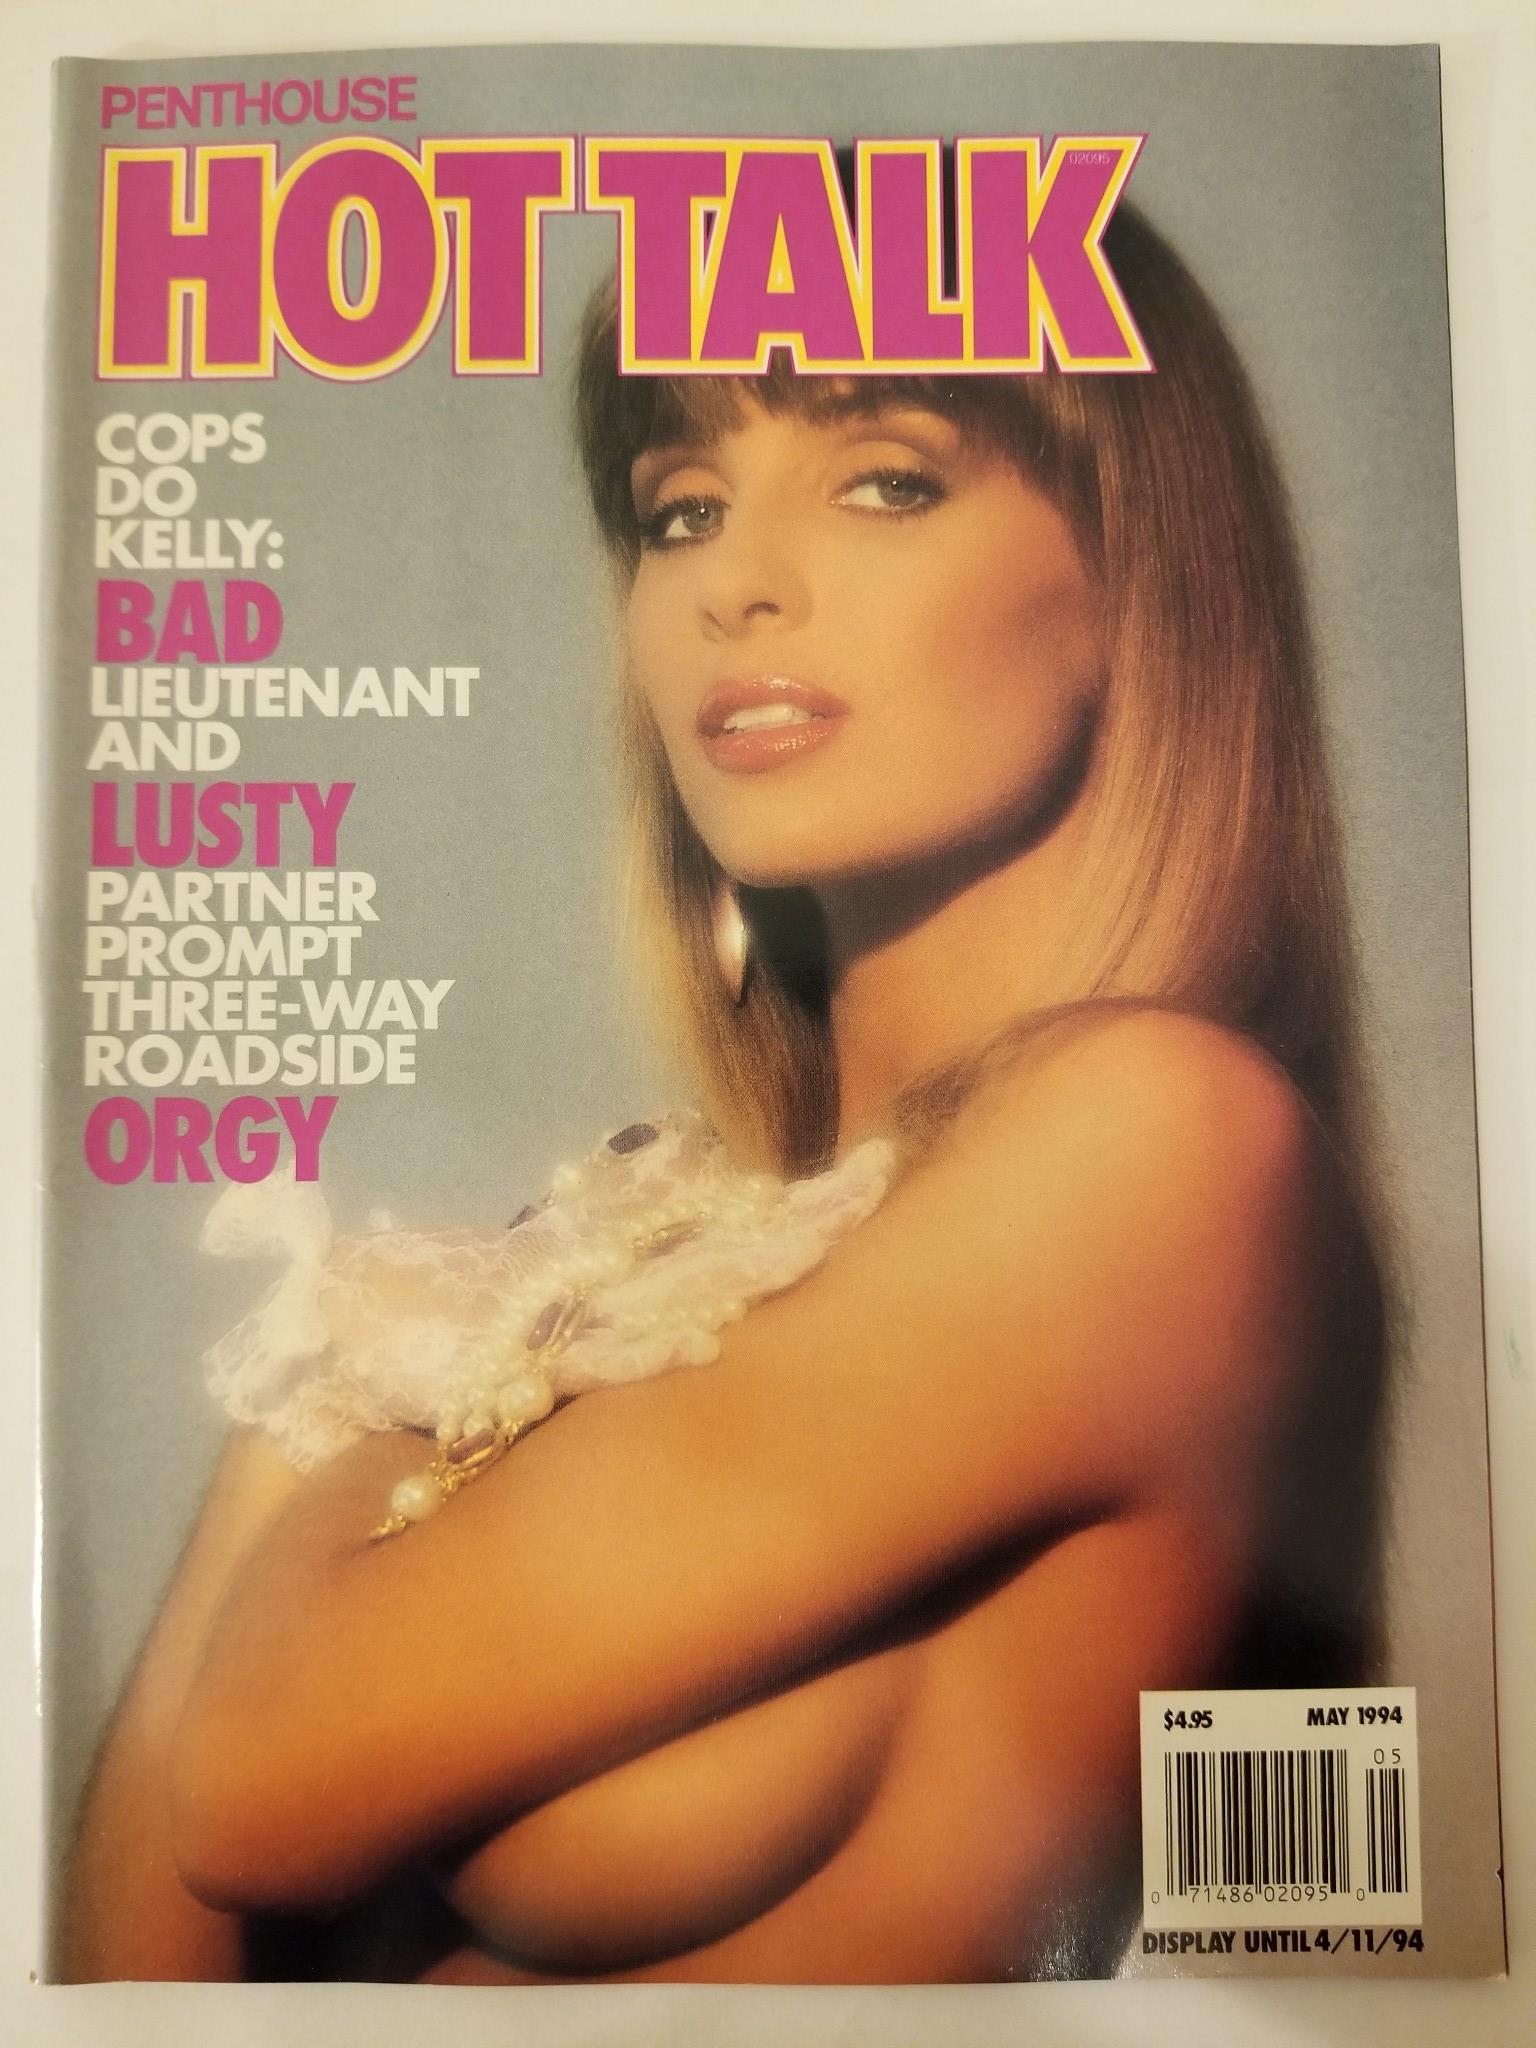 PENTHOUSE
HOT TALK
02095
COPS
DO
KELLY:
BAD
LIEUTENANT
AND
LUSTY
PARTNER
PROMPT
THREE-WAY
ROADSIDE
ORGY
$4.95 MAY 1994
05
0 71486 02095 0
DISPLAY UNTIL 4/11/94